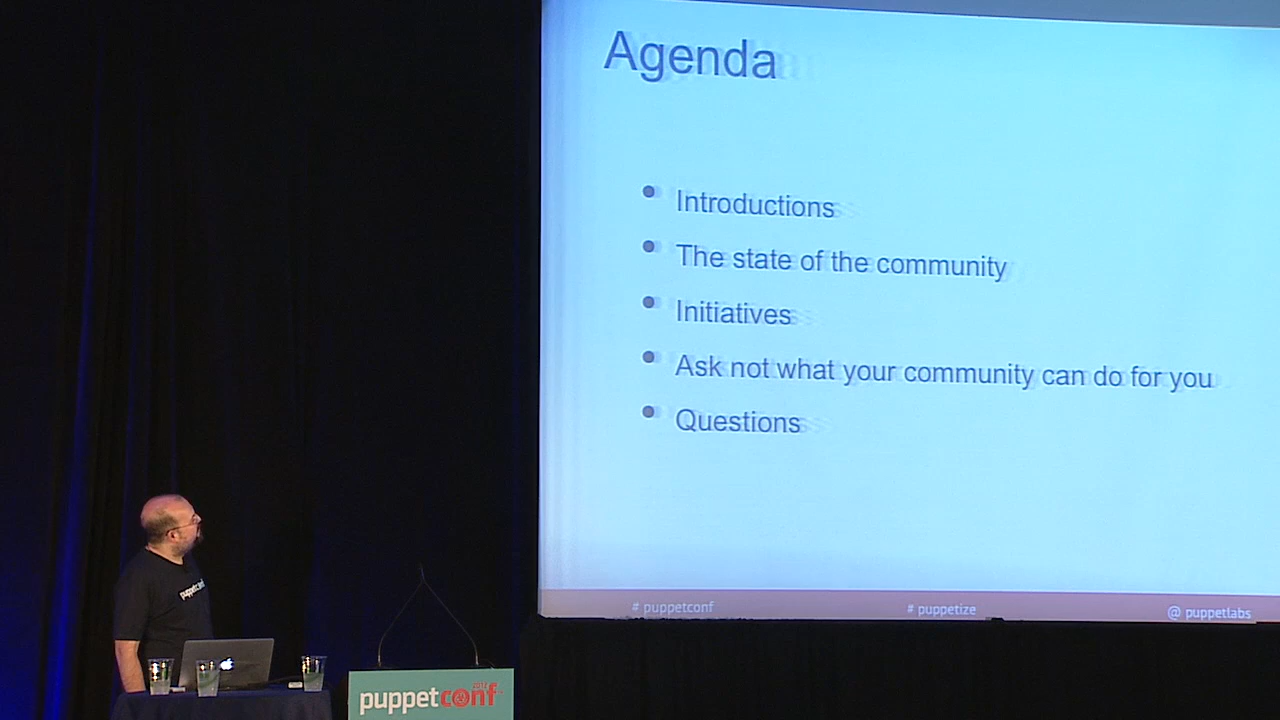 Agenda
Introductions
The state of the community
Initiatives
Ask not what your community can do for you
Questions
# puppetconf
# puppetize
@ puppetlabs
puppetconf